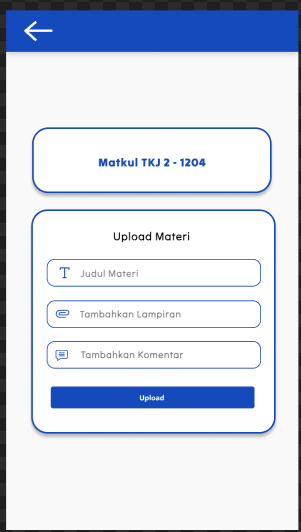 Matkul TKJ 2 - 1204
Upload Materi
Judul Materi
Tambahkan Lampiran
Tambahkan Komentar
Upload